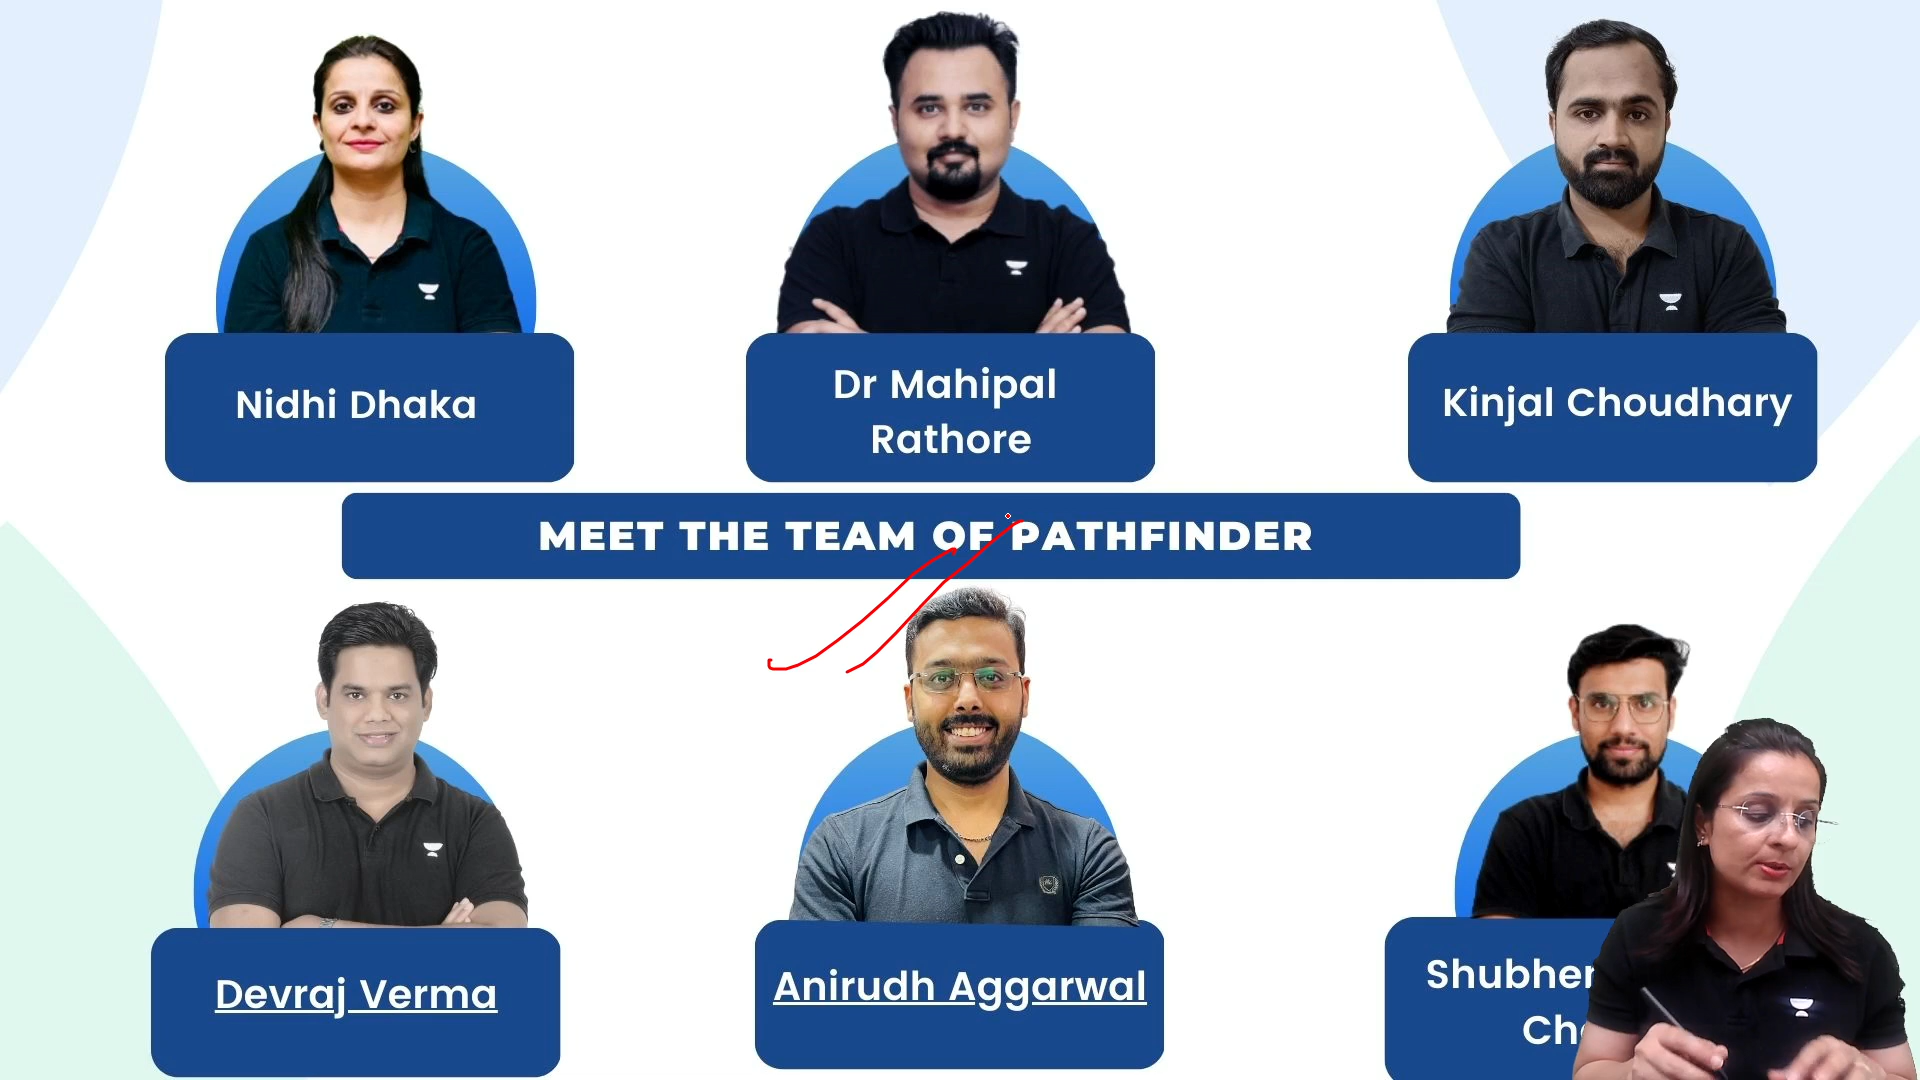 Nidhi Dhaka
Dr Mahipal
Rathore
Kinjal Choudhary
MEET THE TEAM OF PATHFINDER
Devraj Verma
Anirudh Aggarwal